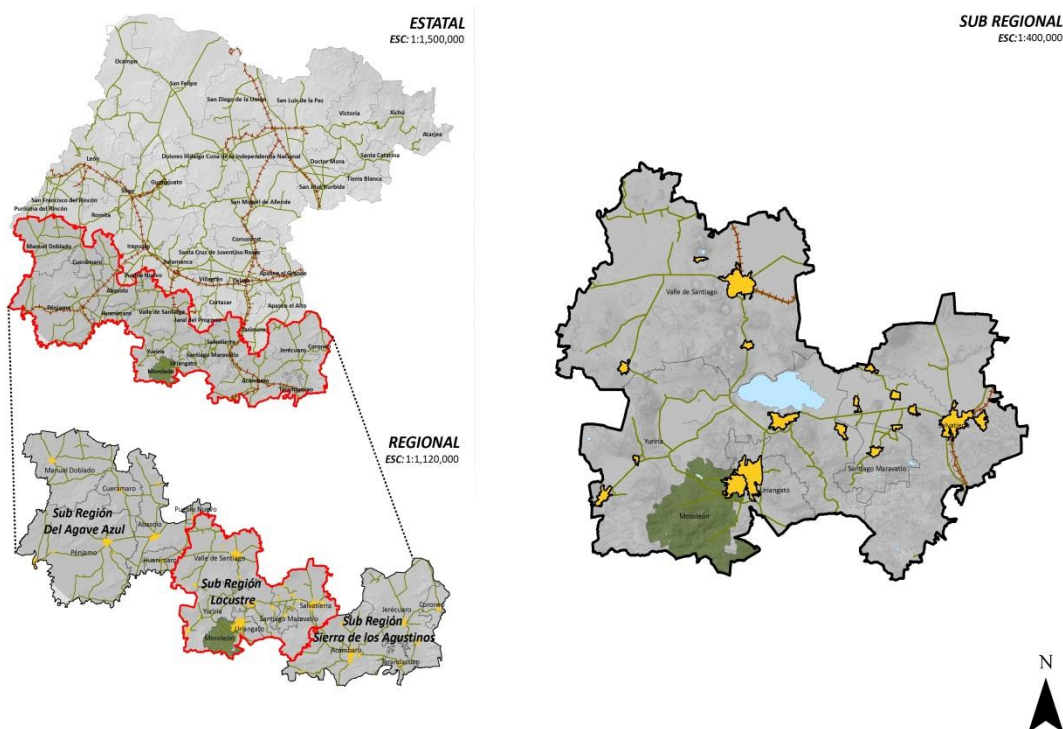 ESTATAL
ESC: 1:1,500,000
Ocampo
San Felipe
San Diego de la Unión
San Luis de la Paz
Victoria
Xichú
Atarjea
León
Dolores Hidalgo Cuna de la Independencia Nacional
Doctor Mora
Santa Catarina
Tierra Blanca
Silao
Guanajuato
San José Iturbide
San Francisco del Rincón
San Miguel de Allende
Purísima del Rincón
Romita
Manuel Doblado
Irapuato
Comonfort
Cuerámaro
Salamanca
Santa Cruz de Juventino Rosas
Pueblo Nuevo
Villagrán
Celaya
Apaseo el Grande
Abasolo
Pénjamo
Huanímaro
Valle de Santiago
Cortazar
Apaseo el Alto
Jaral del Progreso
Tarimoro
Salvatierra
Yuriria
Santiago Maravatío
Jerécuaro
Coroneo
Uriangato
Moroleón
Acámbaro
Tarandacuao
REGIONAL
ESC: 1:1,120,000
Manuel Doblado
Cuerámaro
Pueblo Nuevo
Sub Región
Del Agave Azul
Abasolo
Pénjamo
Huanímaro
Valle de Santiago
Sub Región
Lacustre
Yuriria
Salvatierra
Santiago Maravatío
Uriangato
Moroleón
Jerécuaro
Coroneo
Sub Región
Sierra de los Agustinos
Acámbaro
Tarandacuao
SUB REGIONAL
ESC: 1:400,000
Valle de Santiago
Salvatierra
Yuriria
Santiago Maravatío
Uriangato
Moroleón
N